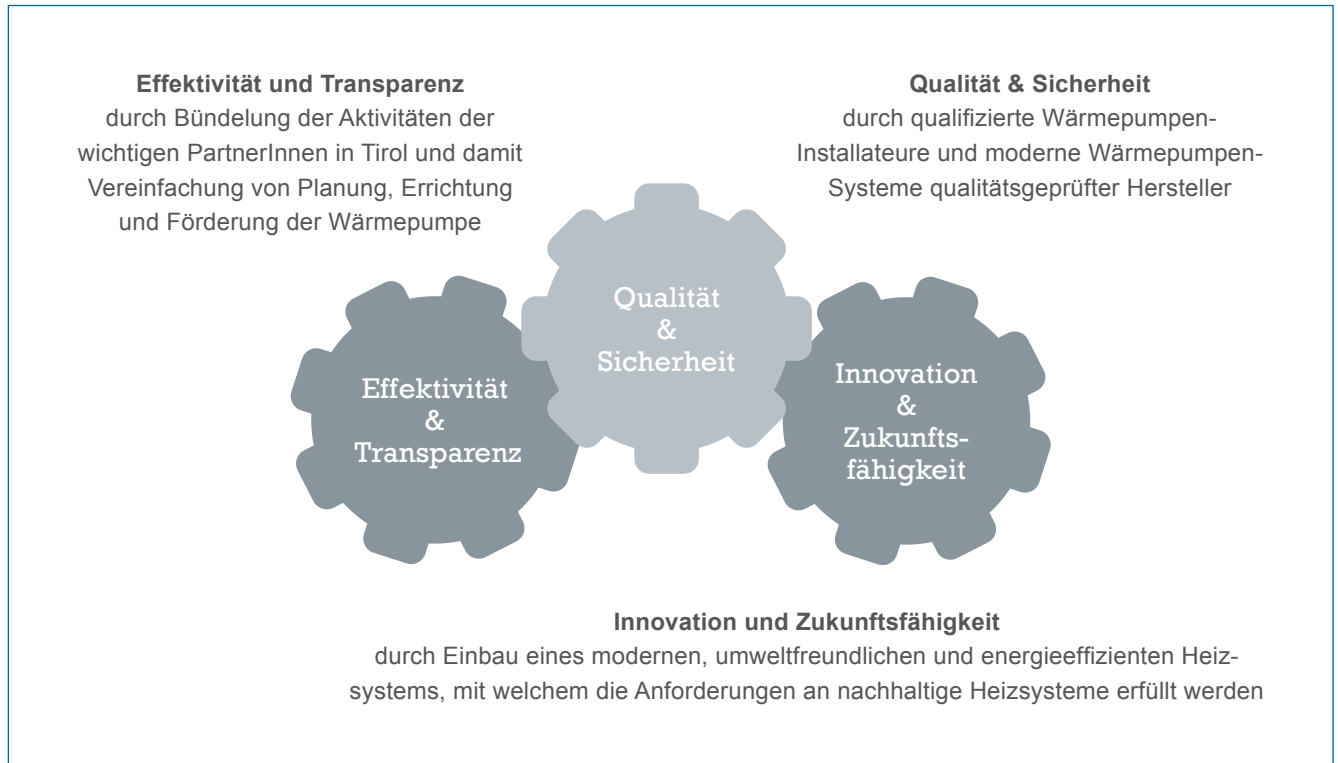 Effektivität und Transparenz
durch Bündelung der Aktivitäten der
wichtigen PartnerInnen in Tirol und damit
Vereinfachung von Planung, Errichtung
und Förderung der Wärmepumpe
Qualität & Sicherheit
durch qualifizierte Wärmepumpen-
Installateure und moderne Wärmepumpen-
Systeme qualitätsgeprüfter Hersteller
Effektivität
&
Transparenz
Qualität
&
Sicherheit
Innovation
&
Zukunfts-
fähigkeit
Innovation und Zukunftsfähigkeit
durch Einbau eines modernen, umweltfreundlichen und energieeffizienten Heiz-
systems, mit welchem die Anforderungen an nachhaltige Heizsysteme erfüllt werden